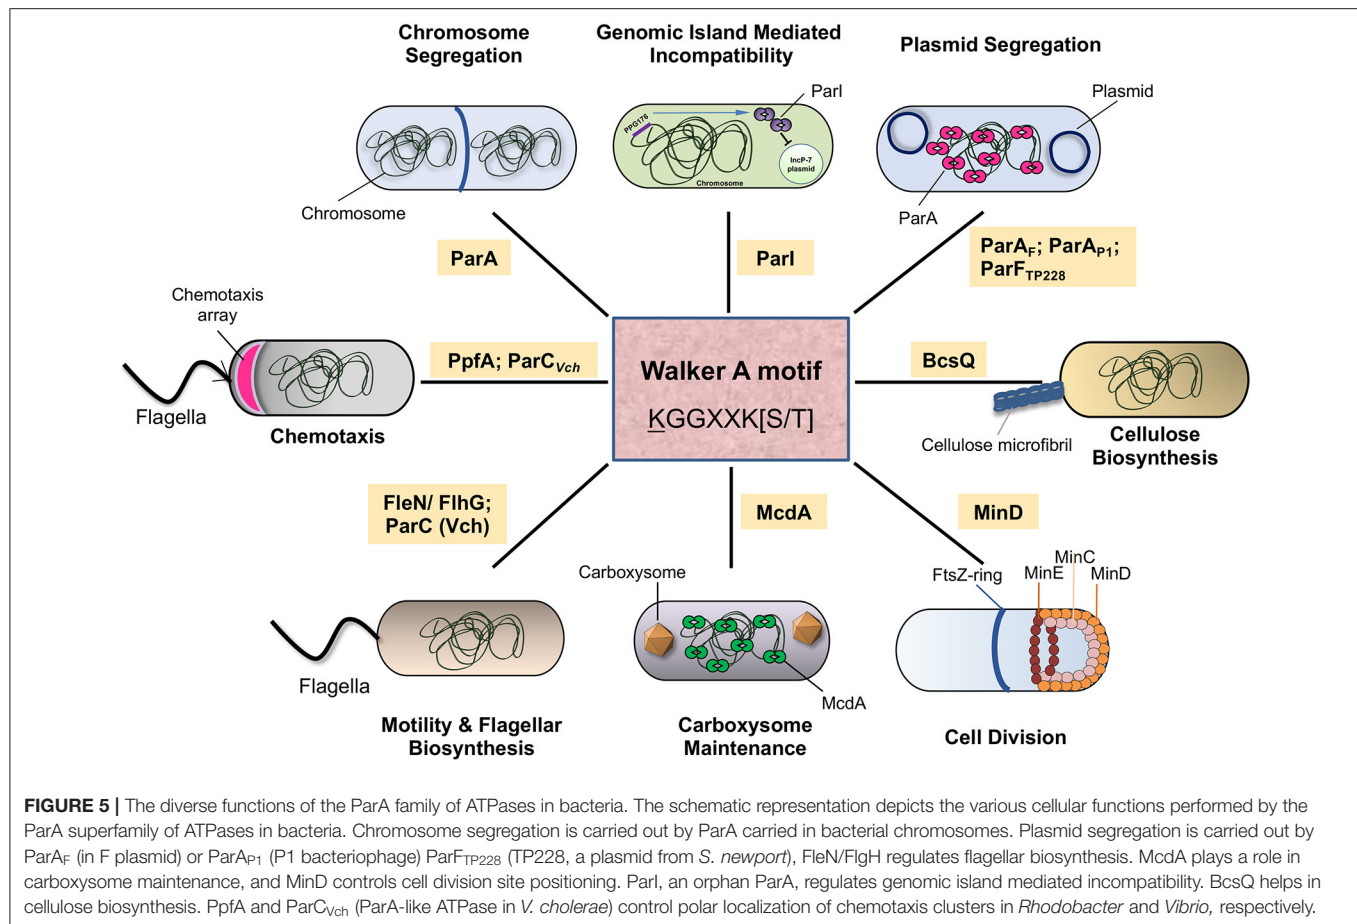 Chromosome
Segregation
Genomic Island Mediated
Incompatibility
Plasmid Segregation
PPG176
ParI
IncP-7
plasmid
Chromosome
Plasmid
Chromosome
ParA
ParA
ParI
ParAF; ParAP1;
ParFTP228
Chemotaxis
array
Flagella
Chemotaxis
PpfA; ParCVch
Walker A motif
KGGXXK[S/T]
BcsQ
Cellulose microfibril
Cellulose
Biosynthesis
FleN/ FlhG;
ParC (Vch)
McdA
MinD
Flagella
Motility & Flagellar
Biosynthesis
Carboxysome
McdA
Carboxysome
Maintenance
FtsZ-ring
MinE
MinC
MinD
Cell Division
FIGURE 5 | The diverse functions of the ParA family of ATPases in bacteria. The schematic representation depicts the various cellular functions performed by the
ParA superfamily of ATPases in bacteria. Chromosome segregation is carried out by ParA carried in bacterial chromosomes. Plasmid segregation is carried out by
ParAF (in F plasmid) or ParAP1 (P1 bacteriophage) ParFTP228 (TP228, a plasmid from S. newport), FleN/FlgH regulates flagellar biosynthesis. McdA plays a role in
carboxysome maintenance, and MinD controls cell division site positioning. ParI, an orphan ParA, regulates genomic island mediated incompatibility. BcsQ helps in
cellulose biosynthesis. PpfA and ParCVch (ParA-like ATPase in V. cholerae) control polar localization of chemotaxis clusters in Rhodobacter and Vibrio, respectively.